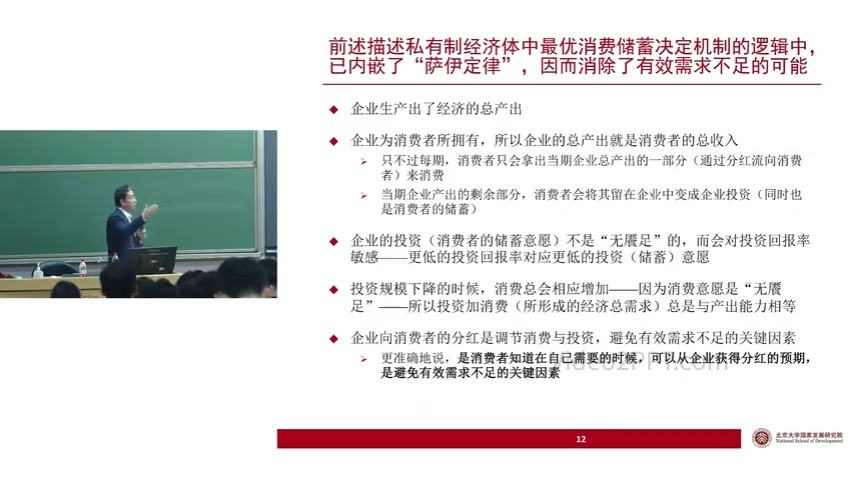 前述描述私有制经济体中最优消费储蓄决定机制的逻辑中，
已内嵌了“萨伊定律”，因而消除了有效需求不足的可能
企业生产出了经济的总产出
企业为消费者所拥有，所以企业的总产出就是消费者的总收入
只不过每期，消费者只会拿出当期企业总产出的一部分（通过分红流向消费
者）来消费
当期企业产出的剩余部分，消费者会将其留在企业中变成企业投资（同时也
是消费者的储蓄）
企业的投资（消费者的储蓄意愿）不是“无餍足”的，而会对投资回报率
敏感——更低的投资回报率对应更低的投资（储蓄）意愿
投资规模下降的时候，消费总会相应增加——因为消费意愿是“无餍
足”——所以投资加消费（所形成的经济总需求）总是与产出能力相等
企业向消费者的分红是调节消费与投资，避免有效需求不足的关键因素
更准确地说，是消费者知道在自己需要的时候，可以从企业获得分红的预期，
是避免有效需求不足的关键因素
Video2PPT.com
12
北京大学国家发展研究院
National School of Development